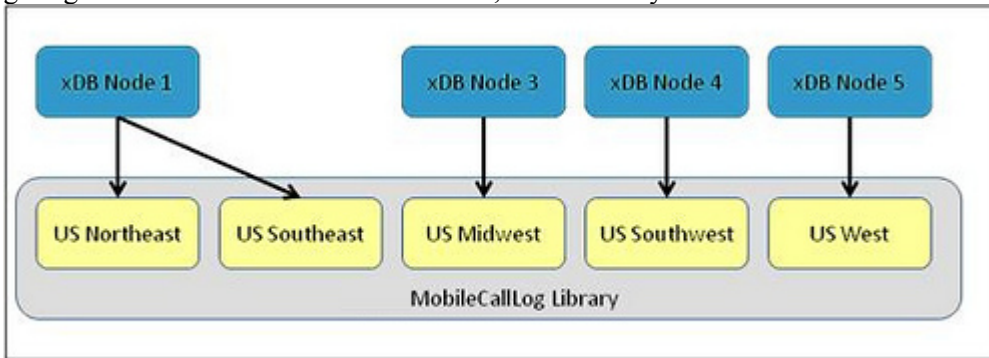 xDB Node 1
xDB Node 3
xDB Node 4
xDB Node 5
US Northeast
US Southeast
US Midwest
US Southwest
US West
MobileCallLog Library